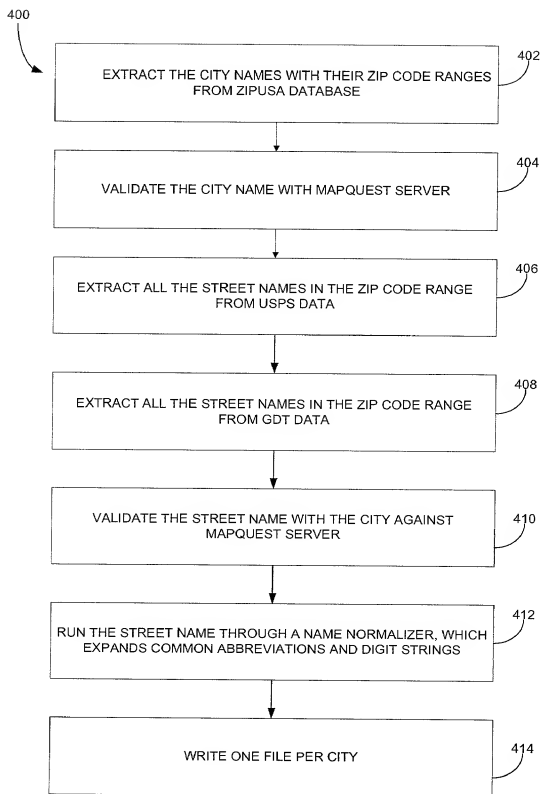 400
EXTRACT THE CITY NAMES WITH THEIR ZIP CODE RANGES
FROM ZIPUSA DATABASE
402
VALIDATE THE CITY NAME WITH MAPQUEST SERVER
404
EXTRACT ALL THE STREET NAMES IN THE ZIP CODE RANGE
FROM USPS DATA
406
EXTRACT ALL THE STREET NAMES IN THE ZIP CODE RANGE
FROM GDT DATA
408
VALIDATE THE STREET NAME WITH THE CITY AGAINST
MAPQUEST SERVER
410
RUN THE STREET NAME THROUGH A NAME NORMALIZER, WHICH
EXPANDS COMMON ABBREVIATIONS AND DIGIT STRINGS
412
WRITE ONE FILE PER CITY
414